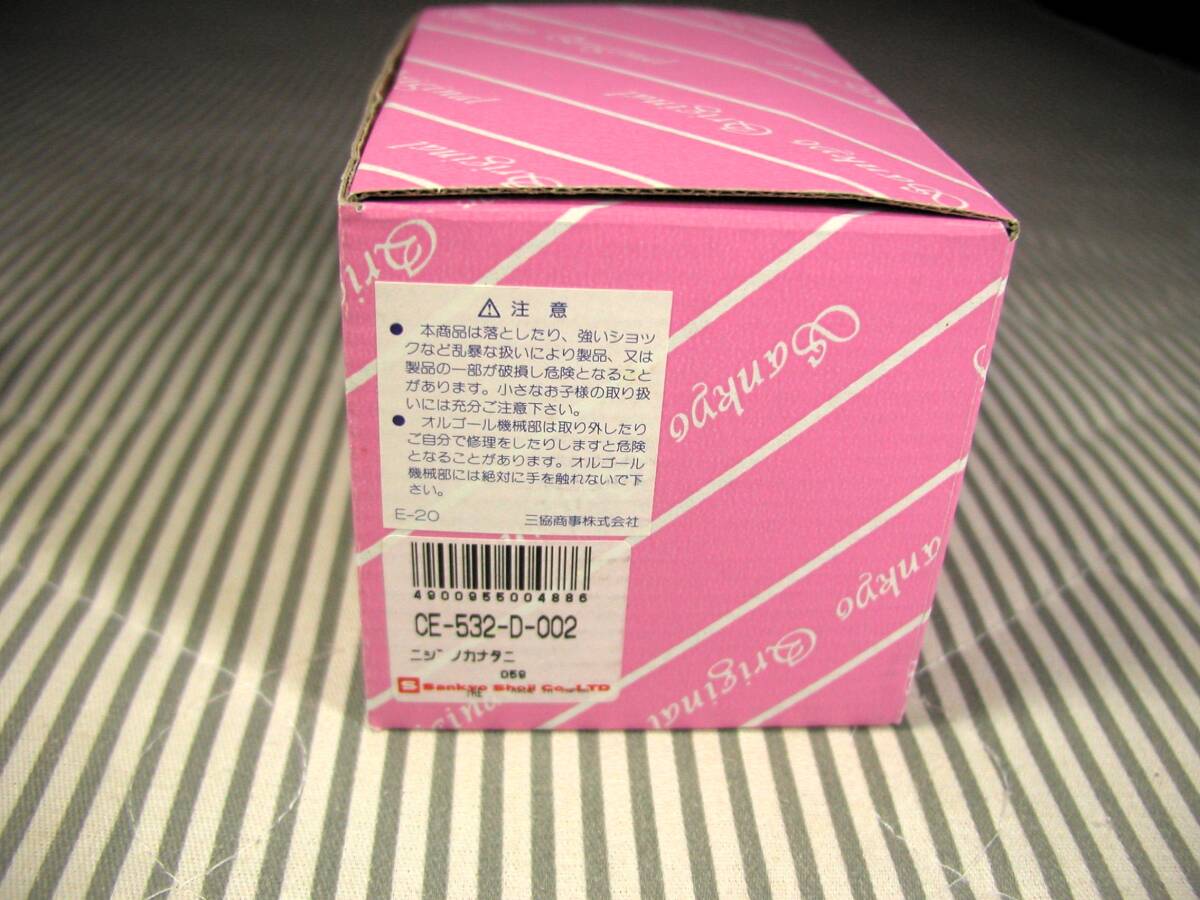 Sankyo Original
Sankyo
Original
Sankyo
ankyo
Original
⚠ 注 意
● 本商品は落としたり、強いショッ
クなど乱暴な扱いにより製品、又は
製品の一部が破損し危険となること
があります。小さなお子様の取り扱
いには充分ご注意下さい。
● オルゴール機械部は取り外したり
ご自分で修理をしたりしますと危険
となることがあります。オルゴール
機械部には絶対に手を触れないで下
さい。
E-20 三協商事株式会社
4900955004886
CE-532-D-002
ニジノカナタニ
059
S Sankyo Shoji Co.,LTD